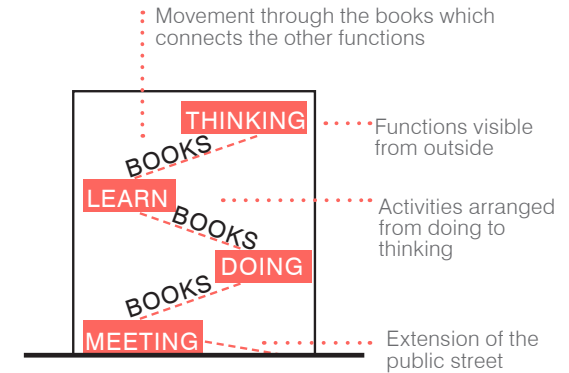 Movement through the books which
connects the other functions
THINKING
Functions visible
from outside
BOOKS
LEARN
Activities arranged
from doing to
thinking
BOOKS
DOING
BOOKS
MEETING
Extension of the
public street